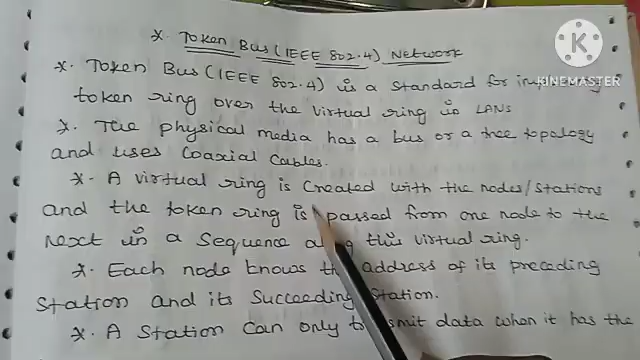 * Token Bus (IEEE 802.4) Network
K
KINEMASTER
* Token Bus (IEEE 802.4) is a standard for
token ring over the virtual ring in LANs
* The physical media has a bus or a tree topology
and uses Coaxial Cables.
* A virtual ring is Created with the nodes/stations
and the token ring is passed from one node to the
next in a Sequence this virtual ring.
* Each node knows address of its preceding
Station and its Succeeding Station.
* A Station Can only data when it has the